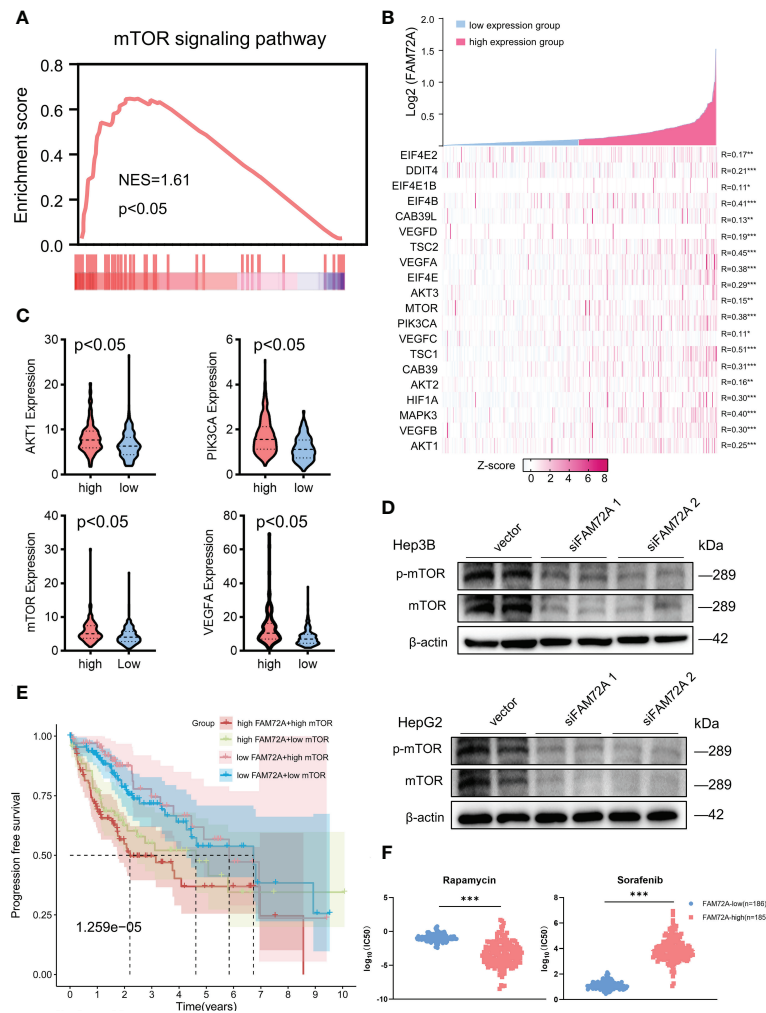 A
mTOR signaling pathway
Enrichment score
0.8
0.6
0.4
0.2
0.0
NES=1.61
p<0.05
B
Log2 (FAM72A)
2.0
1.5
1.0
0.5
low expression group
high expression group
EIF4E2 R=0.17**
DDIT4 R=0.21***
EIF4E1B R=0.11*
EIF4B R=0.41***
CAB39L R=0.13**
VEGFD R=0.19***
TSC2 R=0.45***
VEGFA R=0.38***
EIF4E R=0.29***
AKT3 R=0.15**
MTOR R=0.38***
PIK3CA R=0.11*
VEGFC R=0.51***
TSC1 R=0.31***
CAB39 R=0.16**
AKT2 R=0.30***
HIF1A R=0.40***
MAPK3 R=0.30***
VEGFB R=0.25***
AKT1
Z-score
0 2 4 6 8
C
AKT1 Expression
30
20
10
0
p<0.05
high low
PIK3CA Expression
6
4
2
0
p<0.05
high low
mTOR Expression
60
40
20
0
p<0.05
high Low
VEGFA Expression
80
60
40
20
0
p<0.05
high low
D
Hep3B
vector
siFAM72A 1
siFAM72A 2
kDa
p-mTOR —289
mTOR —289
β-actin —42
HepG2
vector
siFAM72A 1
siFAM72A 2
kDa
p-mTOR —289
mTOR —289
β-actin —42
E
Group
high FAM72A+high mTOR
high FAM72A+low mTOR
low FAM72A+high mTOR
low FAM72A+low mTOR
Progression free survival
1.00
0.75
0.50
0.25
0.00
1.259e−05
0 1 2 3 4 5 6 7 8 9 10
Time(years)
F
Rapamycin
log10(IC50)
5
0
-5
-10
***
Sorafenib
log10(IC50)
8
6
4
2
0
***
FAM72A-low(n=186)
FAM72A-high(n=185